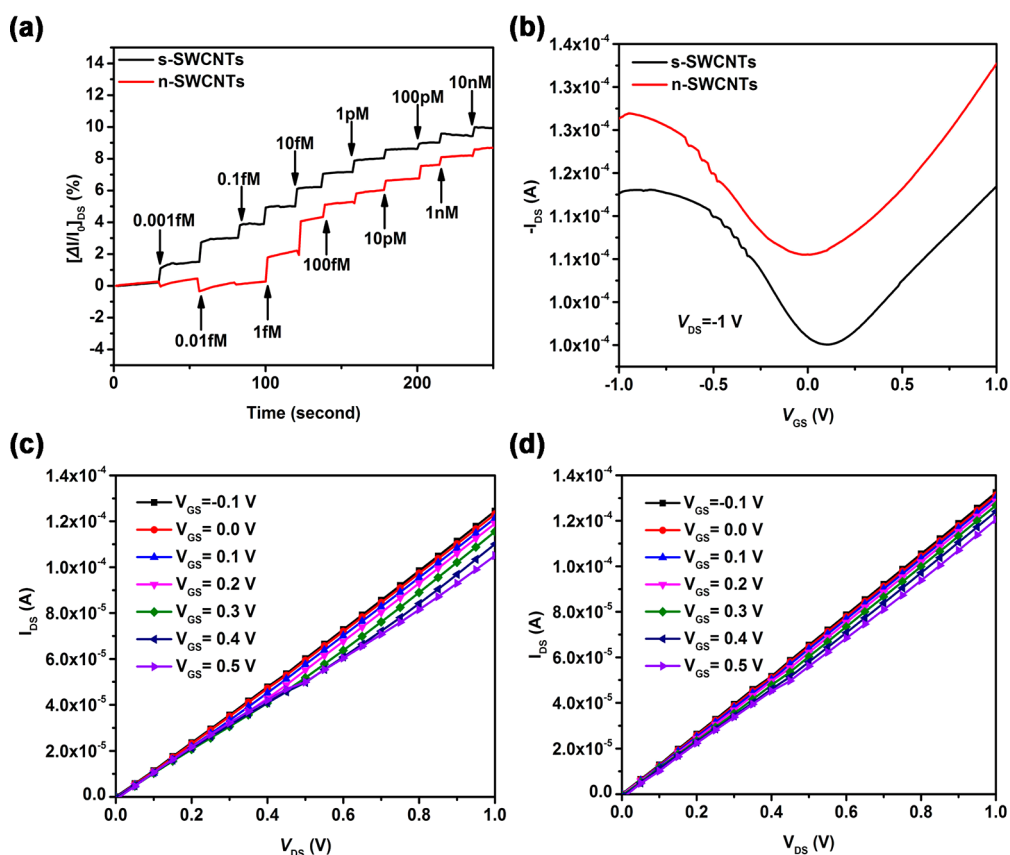 (a)
s-SWCNTs
n-SWCNTs
0.001fM
0.01fM
0.1fM
1fM
10fM
100fM
1pM
10pM
100pM
1nM
10nM
14
12
10
8
6
4
2
0
-2
-4
[ΔI/I₀]DS (%)
0
100
200
Time (second)
(b)
s-SWCNTs
n-SWCNTs
1.4x10⁻⁴
1.3x10⁻⁴
1.3x10⁻⁴
1.2x10⁻⁴
1.1x10⁻⁴
1.1x10⁻⁴
1.0x10⁻⁴
1.0x10⁻⁴
-IDS (A)
VDS=-1 V
-1.0
-0.5
0.0
0.5
1.0
VGS (V)
(c)
VGS=-0.1 V
VGS= 0.0 V
VGS= 0.1 V
VGS= 0.2 V
VGS= 0.3 V
VGS= 0.4 V
VGS= 0.5 V
1.4x10⁻⁴
1.2x10⁻⁴
1.0x10⁻⁴
8.0x10⁻⁵
6.0x10⁻⁵
4.0x10⁻⁵
2.0x10⁻⁵
0.0
IDS (A)
0.0
0.2
0.4
0.6
0.8
1.0
VDS (V)
(d)
VGS=-0.1 V
VGS= 0.0 V
VGS= 0.1 V
VGS= 0.2 V
VGS= 0.3 V
VGS= 0.4 V
VGS= 0.5 V
1.4x10⁻⁴
1.2x10⁻⁴
1.0x10⁻⁴
8.0x10⁻⁵
6.0x10⁻⁵
4.0x10⁻⁵
2.0x10⁻⁵
0.0
IDS (A)
0.0
0.2
0.4
0.6
0.8
1.0
VDS (V)